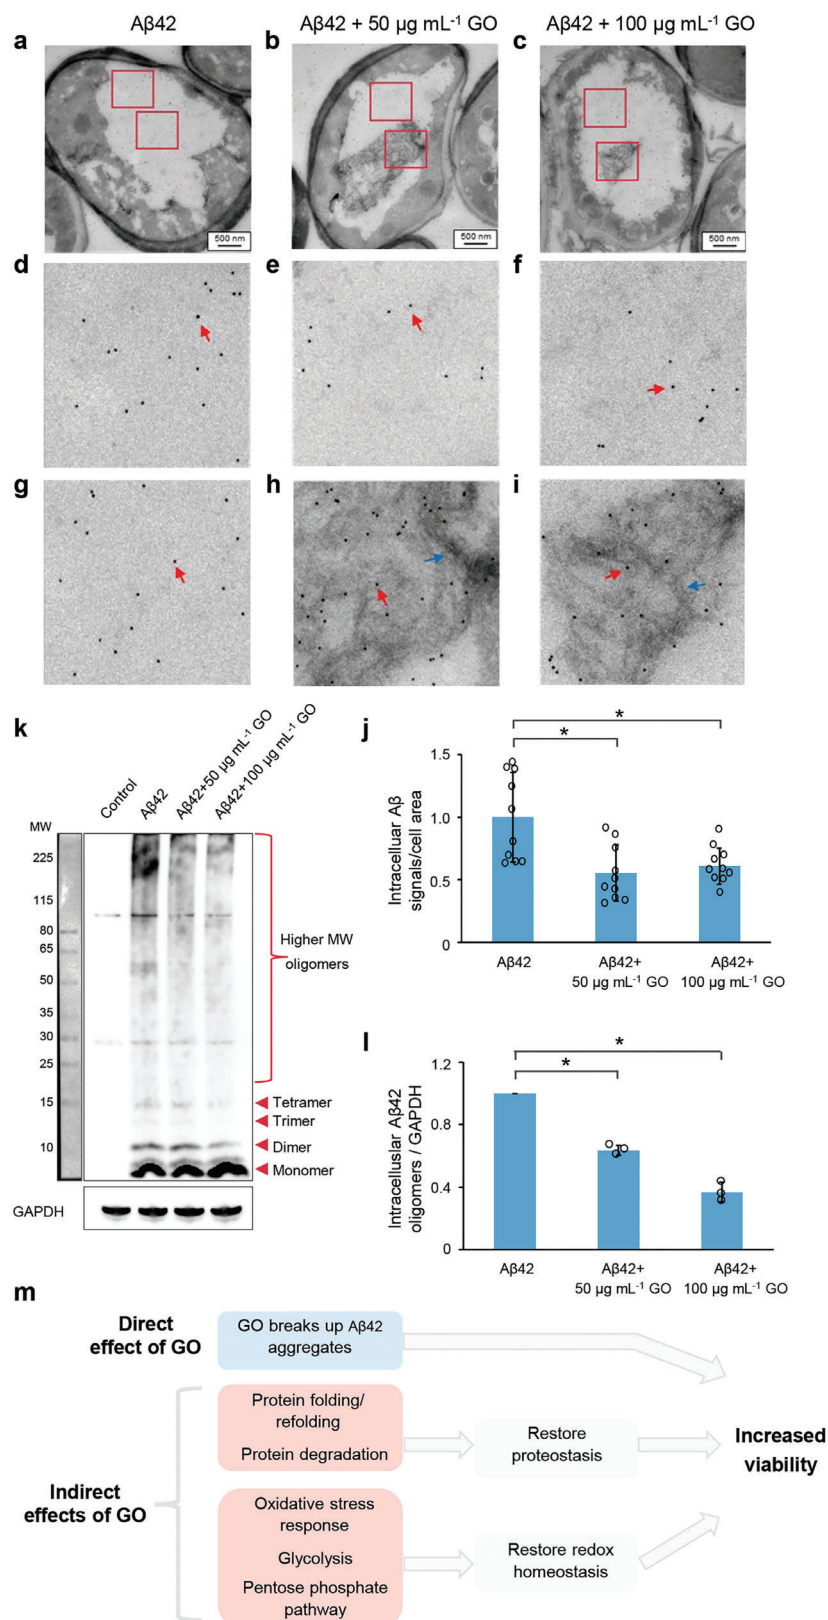 Aβ42
Aβ42 + 50 µg mL⁻¹ GO
Aβ42 + 100 µg mL⁻¹ GO
a
b
c
500 nm
500 nm
500 nm
d
e
f
g
h
i
k
Control
Aβ42
Aβ42+50 µg mL⁻¹ GO
Aβ42+100 µg mL⁻¹ GO
MW
225
115
80
65
50
35
30
25
15
10
Higher MW
oligomers
Tetramer
Trimer
Dimer
Monomer
GAPDH
j
*
*
Intracelluar Aβ
signals/cell area
1.5
1.0
0.5
0
Aβ42
Aβ42+
50 µg mL⁻¹ GO
Aβ42+
100 µg mL⁻¹ GO
l
*
*
Intracelluslar Aβ42
oligomers / GAPDH
1.2
0.8
0.4
0
Aβ42
Aβ42+
50 µg mL⁻¹ GO
Aβ42+
100 µg mL⁻¹ GO
m
Direct
effect of GO
GO breaks up Aβ42
aggregates
Indirect
effects of GO
Protein folding/
refolding
Protein degradation
Restore
proteostasis
Oxidative stress
response
Glycolysis
Pentose phosphate
pathway
Restore redox
homeostasis
Increased
viability